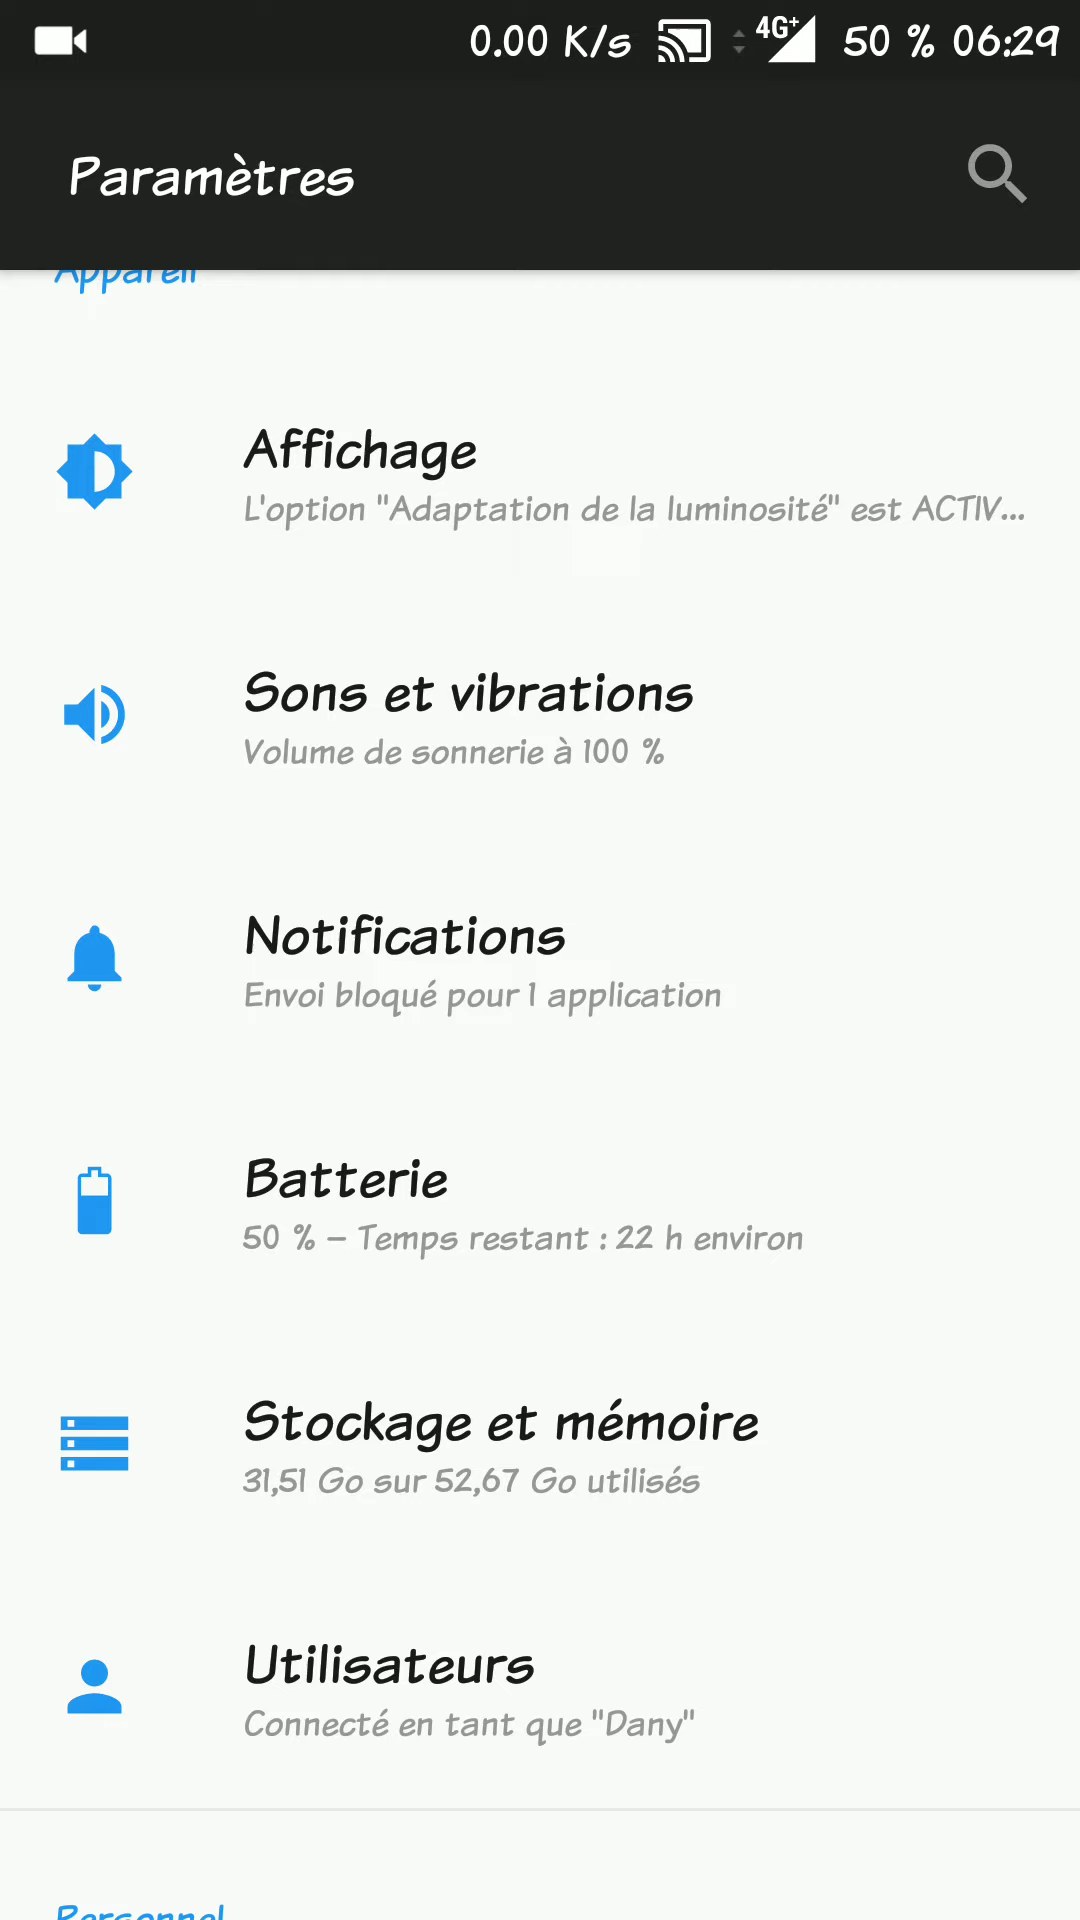 0.00 K/s 4G+ 50 % 06:29
Paramètres
Appareil
Affichage
L'option "Adaptation de la luminosité" est ACTIV...
Sons et vibrations
Volume de sonnerie à 100 %
Notifications
Envoi bloqué pour 1 application
Batterie
50 % – Temps restant : 22 h environ
Stockage et mémoire
31,51 Go sur 52,67 Go utilisés
Utilisateurs
Connecté en tant que "Dany"
Personnel